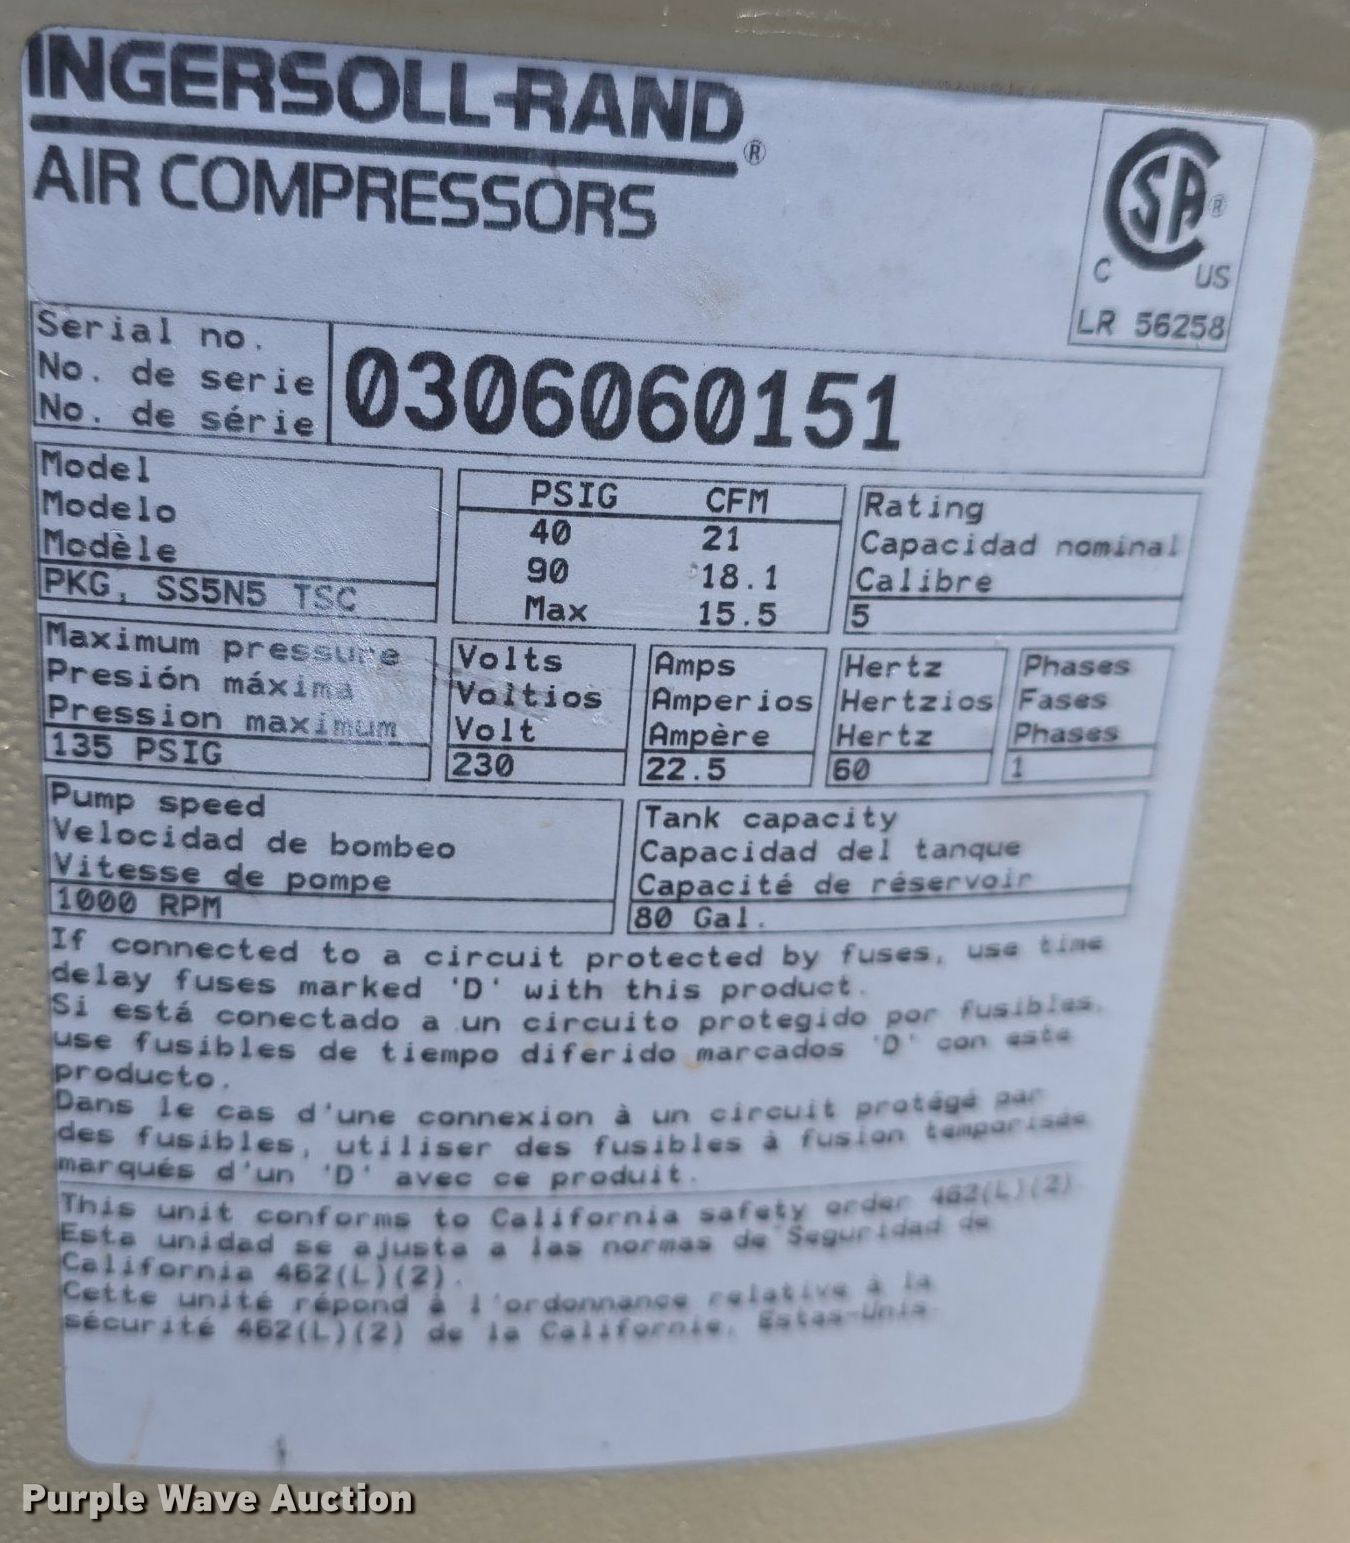 INGERSOLL-RAND®
AIR COMPRESSORS
CSA®
C US
LR 56258
Serial no.
No. de serie
No. de série
0306060151
Model
Modelo
Modèle
PKG, SS5N5 TSC
PSIG CFM
40 21
90 18.1
Max 15.5
Rating
Capacidad nominal
Calibre
5
Maximum pressure
Presión máxima
Pression maximum
135 PSIG
Volts
Voltios
Volt
230
Amps
Amperios
Ampère
22.5
Hertz
Hertzios
Hertz
60
Phases
Fases
Phases
1
Pump speed
Velocidad de bombeo
Vitesse de pompe
1000 RPM
Tank capacity
Capacidad del tanque
Capacité de réservoir
80 Gal.
If connected to a circuit protected by fuses, use time
delay fuses marked 'D' with this product.
Si está conectado a un circuito protegido por fusibles,
use fusibles de tiempo diferido marcados 'D' con este
producto.
Dans le cas d'une connexion à un circuit protégé par
des fusibles, utiliser des fusibles à fusion temporisée
marqués d'un 'D' avec ce produit.
This unit conforms to California safety order 462(L)(2).
Esta unidad se ajusta a las normas de Seguridad de
California 462(L)(2).
Cette unité répond à l'ordonnance relative à la
sécurité 462(L)(2) de la Californie, Estas-Unis.
Purple Wave Auction